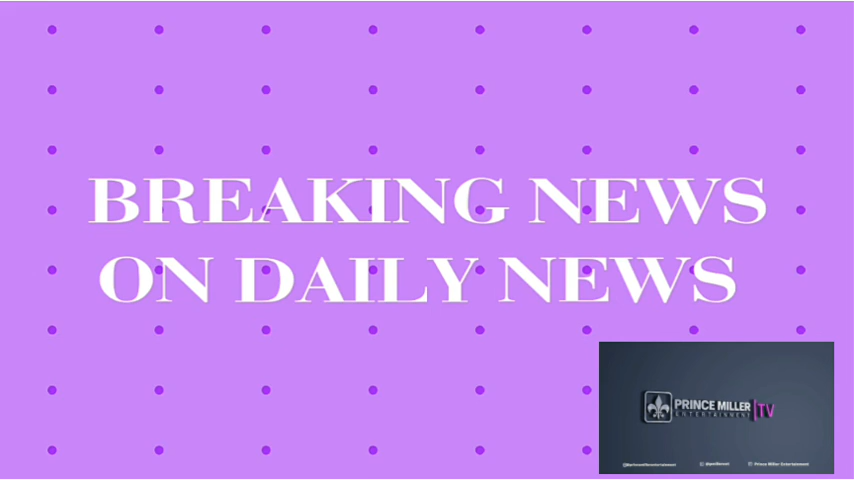 BREAKING NEWS
ON DAILY NEWS
PRINCE MILLER TV
ENTERTAINMENT
Prince Miller Entertainment